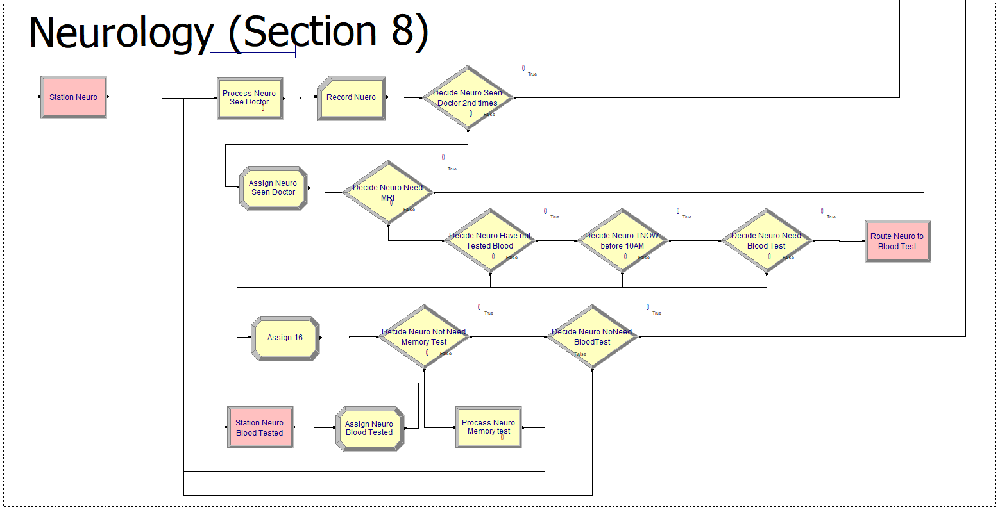 Neurology (Section 8)
Station Neuro
Process Neuro
See Doctor
0
Record Nuero
Decide Neuro Seen
Doctor 2nd times
0
True
0
False
Assign Neuro
Seen Doctor
Decide Neuro Need
MRI
0
True
0
False
Decide Neuro Have not
Tested Blood
0
True
0
False
Decide Neuro TNOW
before 10AM
0
True
0
False
Decide Neuro Need
Blood Test
0
True
0
False
Route Neuro to
Blood Test
Assign 16
Decide Neuro Not Need
Memory Test
0
True
0
False
Decide Neuro NoNeed
BloodTest
0
True
False
Station Neuro
Blood Tested
Assign Neuro
Blood Tested
Process Neuro
Memory test
0